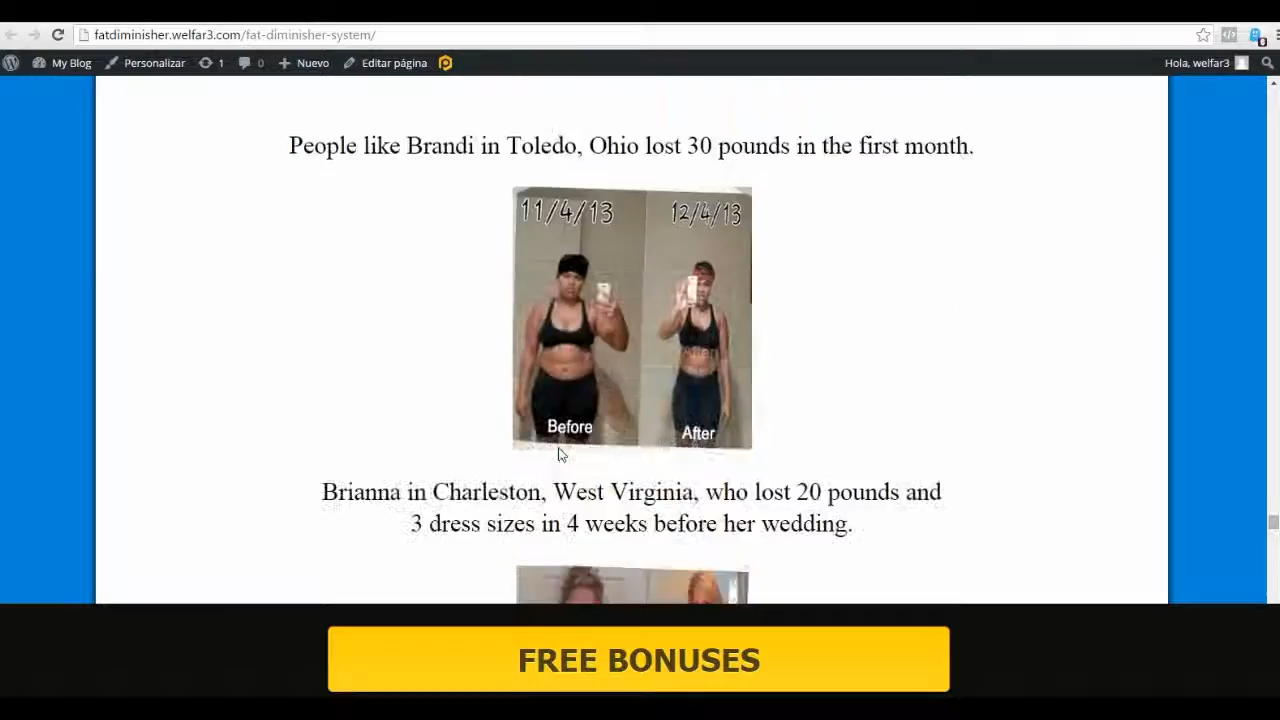 fatdiminisher.welfar3.com/fat-diminisher-system/
My Blog Personalizar 1 0 Nuevo Editar página Hola, welfar3
People like Brandi in Toledo, Ohio lost 30 pounds in the first month.
11/4/13 12/4/13
After
Before After
Brianna in Charleston, West Virginia, who lost 20 pounds and
3 dress sizes in 4 weeks before her wedding.
FREE BONUSES